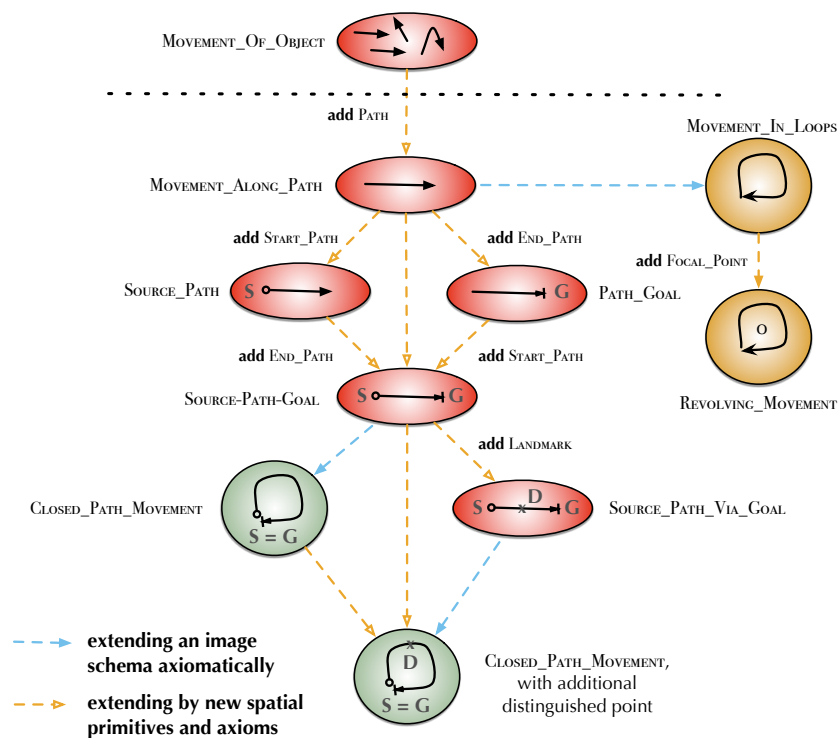 MOVEMENT_OF_OBJECT
add PATH
MOVEMENT_IN_LOOPS
MOVEMENT_ALONG_PATH
add START_PATH
add END_PATH
add FOCAL_POINT
SOURCE_PATH
S
G
PATH_GOAL
O
add END_PATH
add START_PATH
SOURCE-PATH-GOAL
S
G
REVOLVING_MOVEMENT
add LANDMARK
CLOSED_PATH_MOVEMENT
S = G
S
D
x
G
SOURCE_PATH_VIA_GOAL
extending an image
schema axiomatically
extending by new spatial
primitives and axioms
x
D
S = G
CLOSED_PATH_MOVEMENT,
with additional
distinguished point